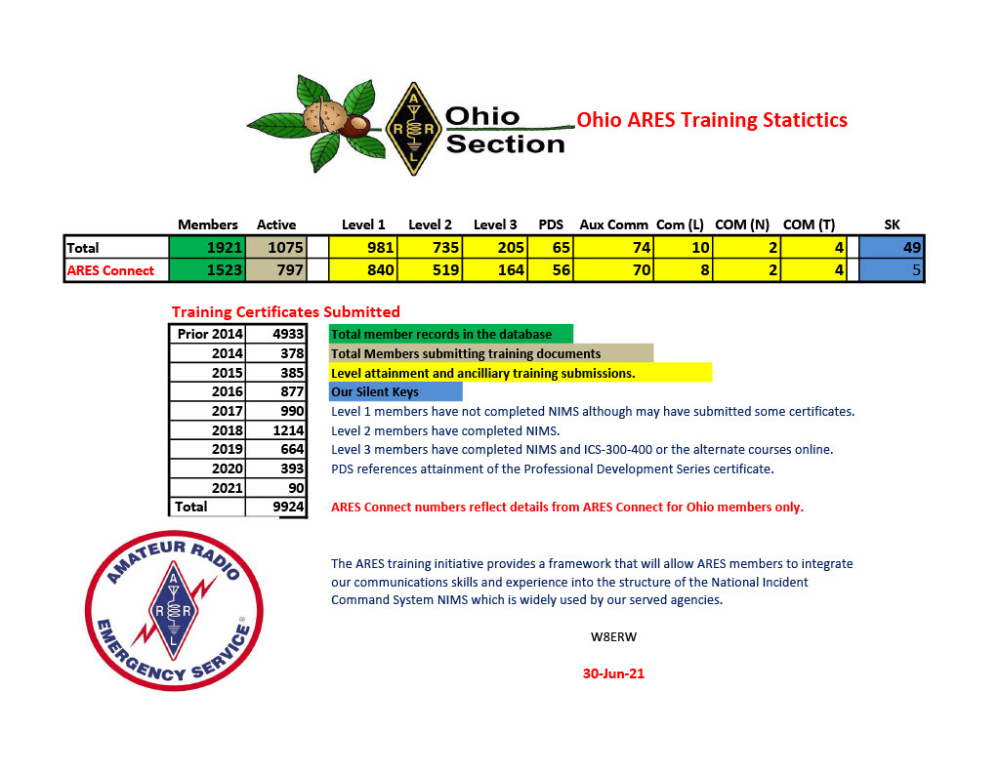 Ohio
Section
A
R R
L
Ohio ARES Training Statictics
Members Active Level 1 Level 2 Level 3 PDS Aux Comm Com (L) COM (N) COM (T) SK
Total 1921 1075 981 735 205 65 74 10 2 4 49
ARES Connect 1523 797 840 519 164 56 70 8 2 4 5
Training Certificates Submitted
Prior 2014 4933
2014 378
2015 385
2016 877
2017 990
2018 1214
2019 664
2020 393
2021 90
Total 9924
Total member records in the database
Total Members submitting training documents
Level attainment and ancilliary training submissions.
Our Silent Keys
Level 1 members have not completed NIMS although may have submitted some certificates.
Level 2 members have completed NIMS.
Level 3 members have completed NIMS and ICS-300-400 or the alternate courses online.
PDS references attainment of the Professional Development Series certificate.
ARES Connect numbers reflect details from ARES Connect for Ohio members only.
AMATEUR RADIO
A
R R
L
EMERGENCY SERVICE®
The ARES training initiative provides a framework that will allow ARES members to integrate
our communications skills and experience into the structure of the National Incident
Command System NIMS which is widely used by our served agencies.
W8ERW
30-Jun-21